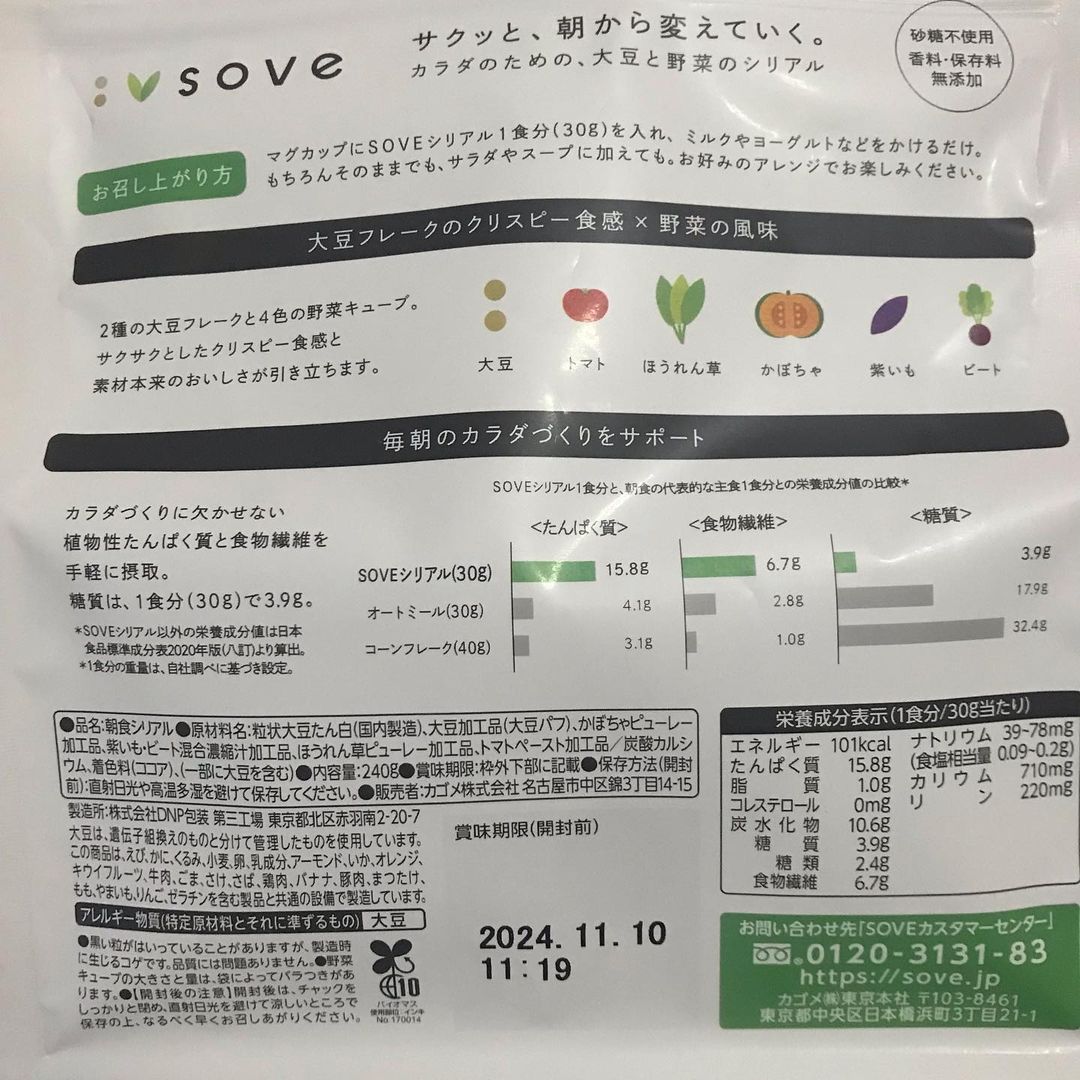 sove
サクッと、朝から変えていく。
カラダのための、大豆と野菜のシリアル
砂糖不使用
香料・保存料
無添加
お召し上がり方
マグカップにSOVEシリアル1食分(30g)を入れ、ミルクやヨーグルトなどをかけるだけ。
もちろんそのままでも、サラダやスープに加えても。お好みのアレンジでお楽しみください。
大豆フレークのクリスピー食感 × 野菜の風味
2種の大豆フレークと4色の野菜キューブ。
サクサクとしたクリスピー食感と
素材本来のおいしさが引き立ちます。
大豆 トマト ほうれん草 かぼちゃ 紫いも ビート
毎朝のカラダづくりをサポート
カラダづくりに欠かせない
植物性たんぱく質と食物繊維を
手軽に摂取。
糖質は、1食分(30g)で3.9g。
*SOVEシリアル以外の栄養成分値は日本
食品標準成分表2020年版(八訂)より算出。
*1食分の重量は、自社調べに基づき設定。
SOVEシリアル1食分と、朝食の代表的な主食1食分との栄養成分値の比較*
<たんぱく質> <食物繊維> <糖質>
SOVEシリアル(30g) 15.8g 6.7g 3.9g
オートミール(30g) 4.1g 2.8g 17.9g
コーンフレーク(40g) 3.1g 1.0g 32.4g
●品名:朝食シリアル●原材料名:粒状大豆たん白(国内製造)、大豆加工品(大豆パフ)、かぼちゃピューレー
加工品、紫いも・ビート混合濃縮汁加工品、ほうれん草ピューレー加工品、トマトペースト加工品／炭酸カルシ
ウム、着色料(ココア)、(一部に大豆を含む)●内容量:240g●賞味期限:枠外下部に記載●保存方法(開封
前):直射日光や高温多湿を避けて保存してください。●販売者:カゴメ株式会社 名古屋市中区錦3丁目14-15
製造所:株式会社DNP包装 第三工場 東京都北区赤羽南2-20-7
大豆は、遺伝子組換えのものと分けて管理したものを使用しています。
この商品は、えび、かに、くるみ、小麦、卵、乳成分、アーモンド、いか、オレンジ、
キウイフルーツ、牛肉、ごま、さけ、さば、鶏肉、バナナ、豚肉、まつたけ、
もも、やまいも、りんご、ゼラチンを含む製品と共通の設備で製造しています。
アレルギー物質(特定原材料とそれに準ずるもの) 大豆
●黒い粒がはいっていることがありますが、製造時
に生じるコゲです。品質には問題ありません。●野菜
キューブの大きさと量は、袋によってバラつきがあ
ります。●【開封後の注意】開封後は、チャックを
しっかりと閉め、直射日光を避けて涼しいところで
保存の上、なるべく早くお召しあがりください。
10
バイオマス
使用部位:インキ
No.170014
賞味期限(開封前)
2024.11.10
11:19
栄養成分表示(1食分/30g当たり)
エネルギー 101kcal
たんぱく質 15.8g
脂質 1.0g
コレステロール 0mg
炭水化物 10.6g
糖質 3.9g
糖類 2.4g
食物繊維 6.7g
ナトリウム 39-78mg
(食塩相当量 0.09-0.2g)
カリウム 710mg
リン 220mg
お問い合わせ先「SOVEカスタマーセンター」
0120-3131-83
https://sove.jp
カゴメ㈱東京本社 〒103-8461
東京都中央区日本橋浜町3丁目21-1